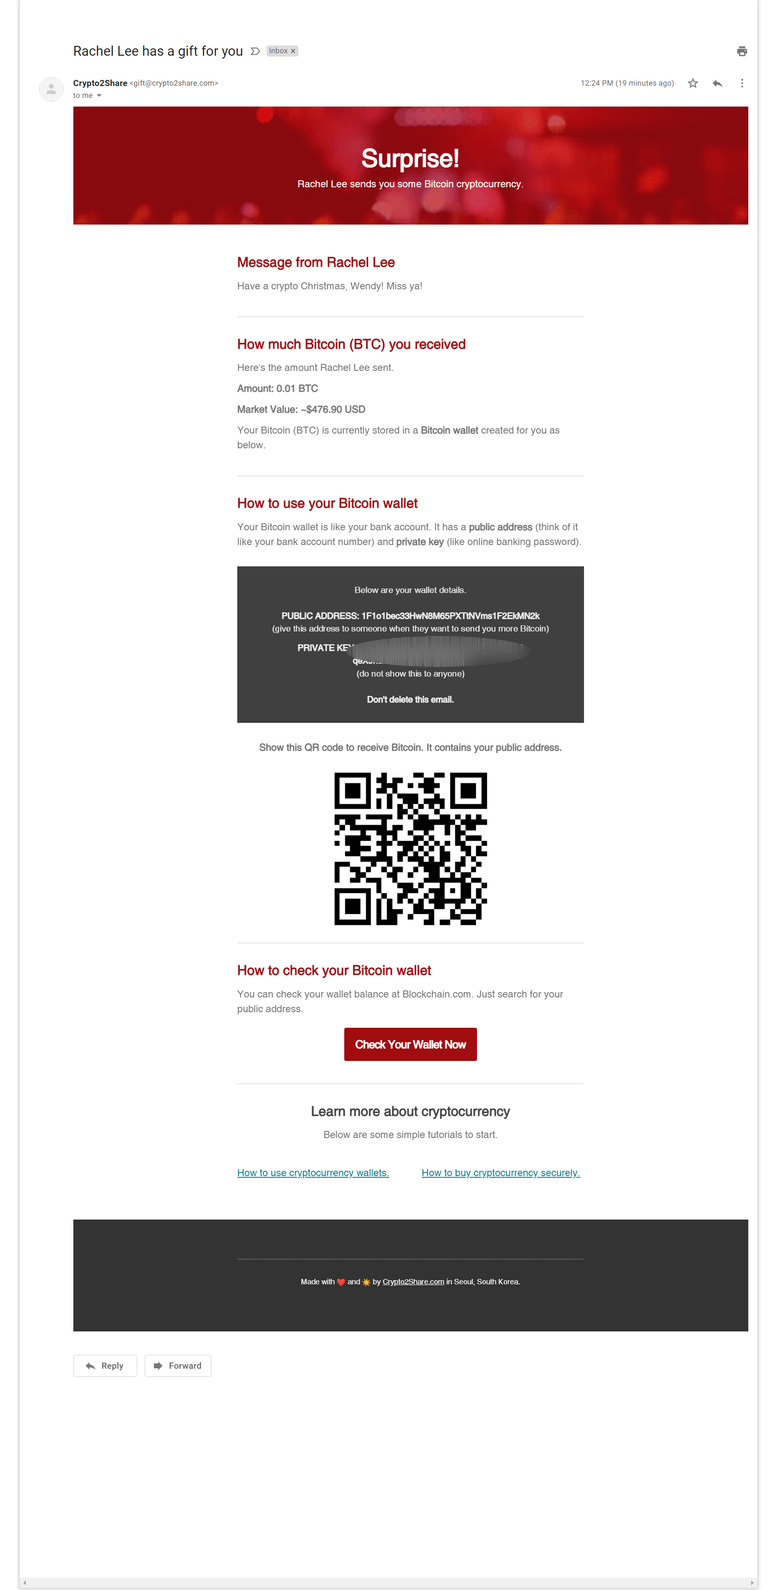 Rachel Lee has a gift for you
Inbox ×
Crypto2Share <gift@crypto2share.com>
12:24 PM (19 minutes ago)
to me
Surprise!
Rachel Lee sends you some Bitcoin cryptocurrency.
Message from Rachel Lee
Have a crypto Christmas, Wendy! Miss ya!
How much Bitcoin (BTC) you received
Here's the amount Rachel Lee sent.
Amount: 0.01 BTC
Market Value: ~$476.90 USD
Your Bitcoin (BTC) is currently stored in a Bitcoin wallet created for you as
below.
How to use your Bitcoin wallet
Your Bitcoin wallet is like your bank account. It has a public address (think of it
like your bank account number) and private key (like online banking password).
Below are your wallet details.
PUBLIC ADDRESS: 1F1o1bec33HwN8M65PXTtNVms1F2EkMN2k
(give this address to someone when they want to send you more Bitcoin)
PRIVATE KEY
(do not show this to anyone)
Don't delete this email.
Show this QR code to receive Bitcoin. It contains your public address.
How to check your Bitcoin wallet
You can check your wallet balance at Blockchain.com. Just search for your
public address.
Check Your Wallet Now
Learn more about cryptocurrency
Below are some simple tutorials to start.
How to use cryptocurrency wallets.
How to buy cryptocurrency securely.
Made with ❤️ and ☀️ by Crypto2Share.com in Seoul, South Korea.
Reply
Forward